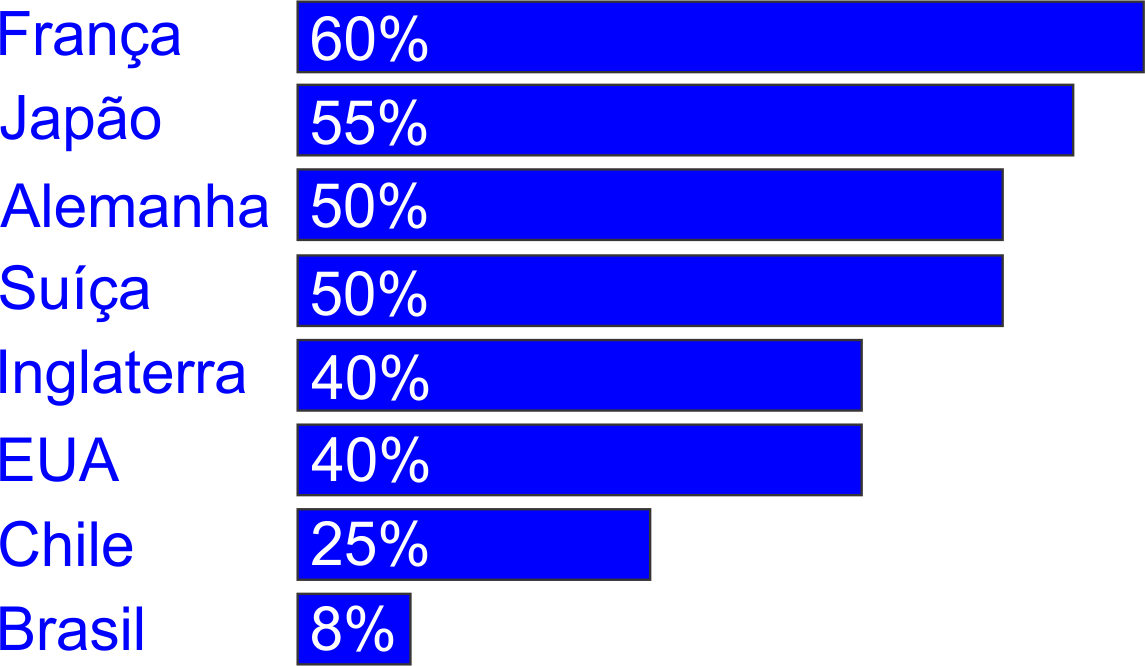 França 60%
Japão 55%
Alemanha 50%
Suíça 50%
Inglaterra 40%
EUA 40%
Chile 25%
Brasil 8%